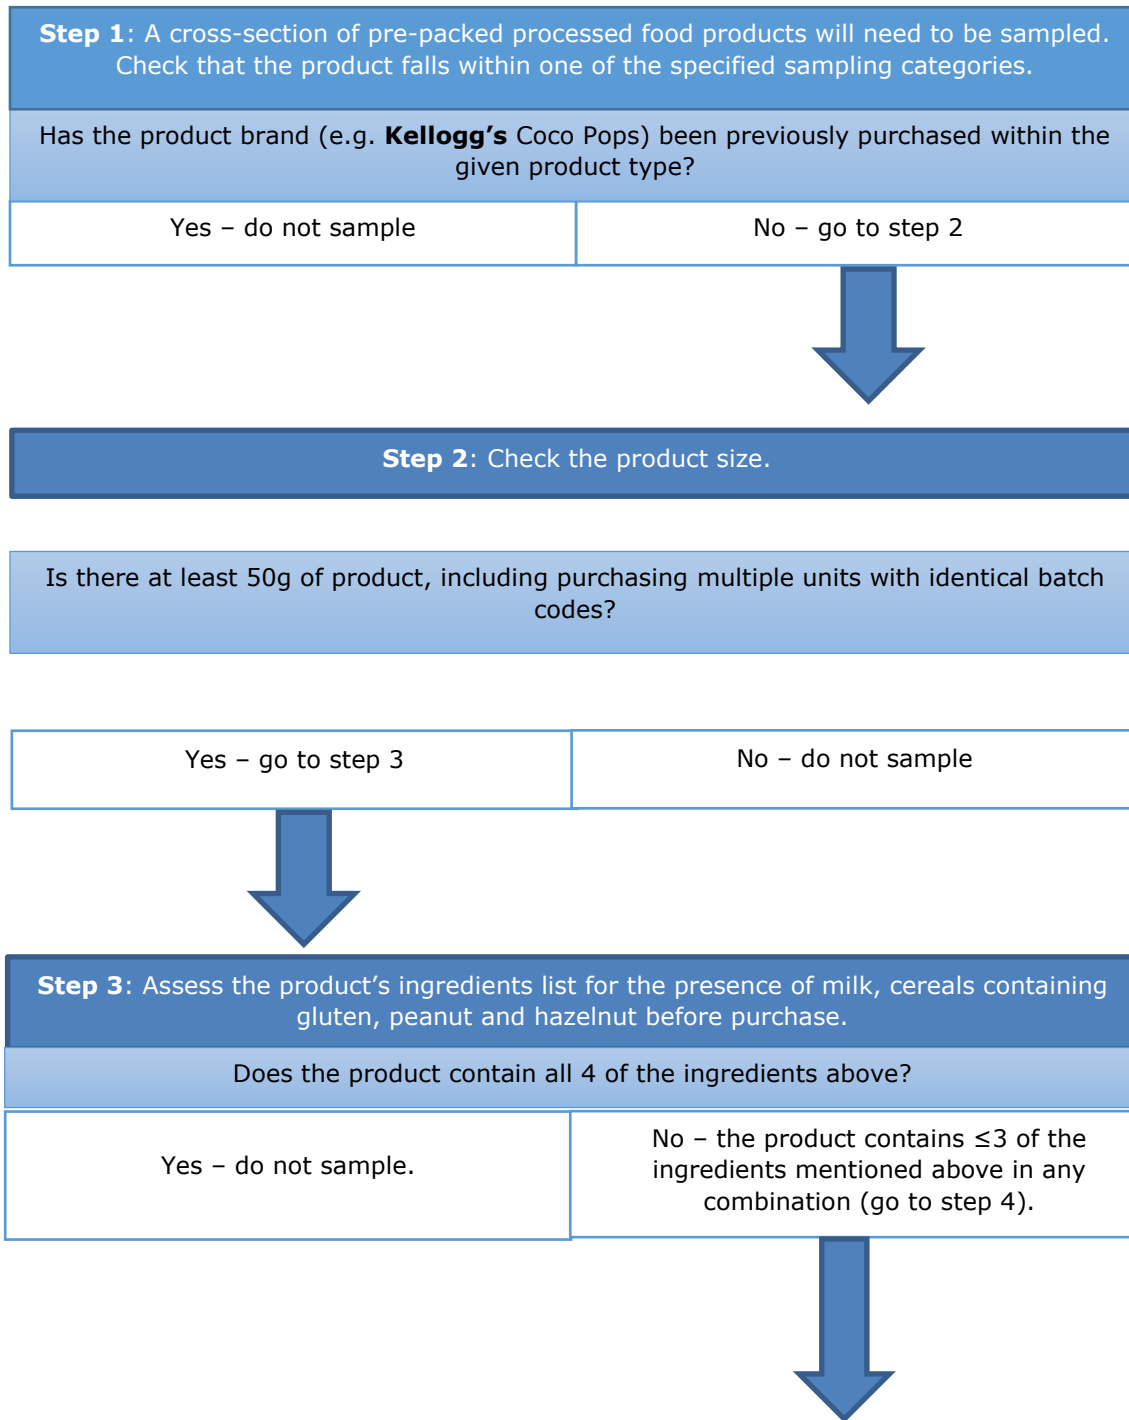 Step 1: A cross-section of pre-packed processed food products will need to be sampled.
Check that the product falls within one of the specified sampling categories.
Has the product brand (e.g. Kellogg's Coco Pops) been previously purchased within the
given product type?
Yes – do not sample
No – go to step 2
Step 2: Check the product size.
Is there at least 50g of product, including purchasing multiple units with identical batch
codes?
Yes – go to step 3
No – do not sample
Step 3: Assess the product's ingredients list for the presence of milk, cereals containing
gluten, peanut and hazelnut before purchase.
Does the product contain all 4 of the ingredients above?
Yes – do not sample.
No – the product contains ≤3 of the
ingredients mentioned above in any
combination (go to step 4).